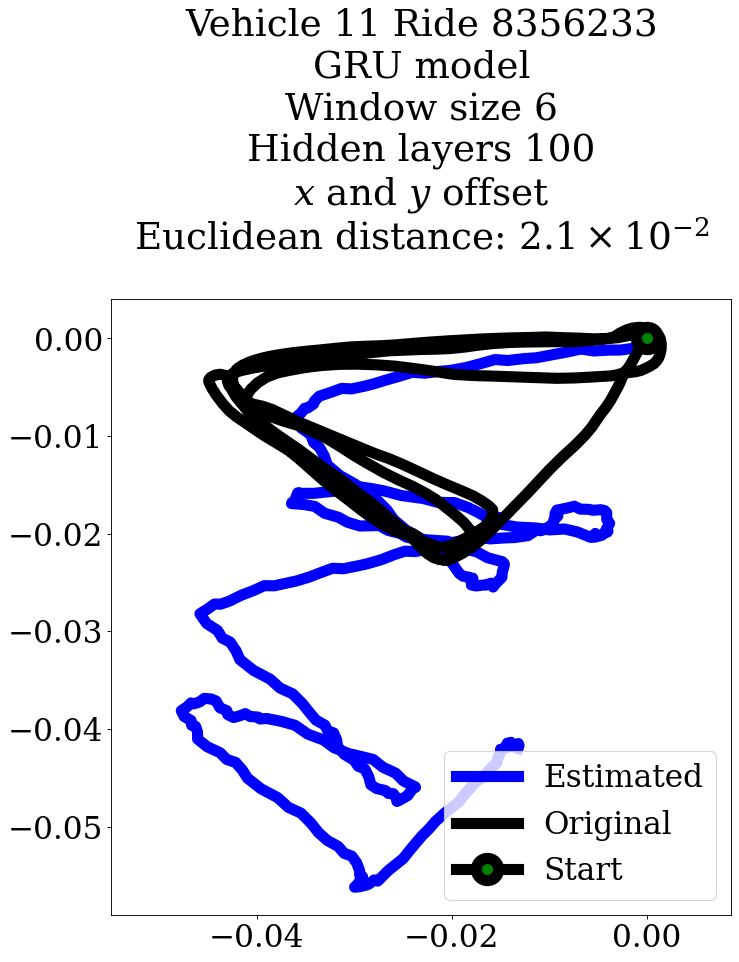 Vehicle 11 Ride 8356233
GRU model
Window size 6
Hidden layers 100
x and y offset
Euclidean distance: 2.1 × 10⁻²
0.00
−0.01
−0.02
−0.03
−0.04
−0.05
Estimated
Original
Start
−0.04
−0.02
0.00